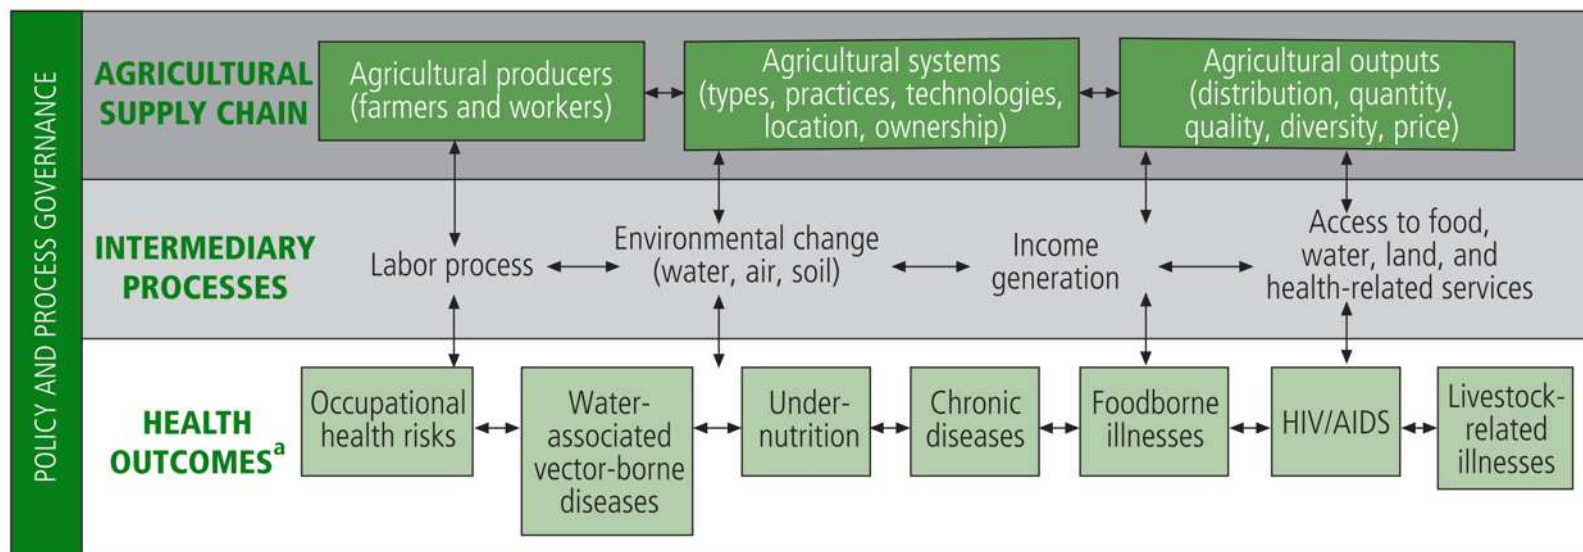 POLICY AND PROCESS GOVERNANCE
AGRICULTURAL
SUPPLY CHAIN
Agricultural producers
(farmers and workers)
Agricultural systems
(types, practices, technologies,
location, ownership)
Agricultural outputs
(distribution, quantity,
quality, diversity, price)
INTERMEDIARY
PROCESSES
Labor process
Environmental change
(water, air, soil)
Income
generation
Access to food,
water, land, and
health-related services
HEALTH
OUTCOMESᵃ
Occupational
health risks
Water-
associated
vector-borne
diseases
Under-
nutrition
Chronic
diseases
Foodborne
illnesses
HIV/AIDS
Livestock-
related
illnesses